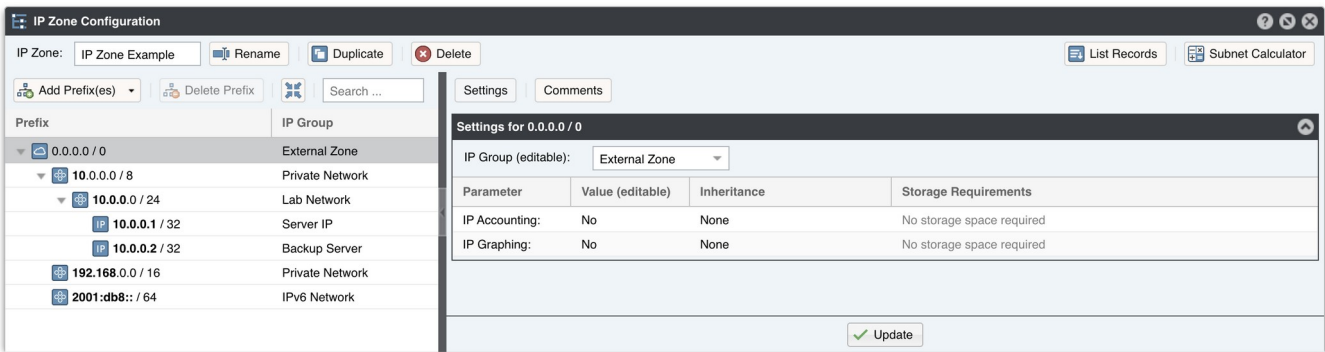 IP Zone Configuration
IP Zone: IP Zone Example Rename Duplicate Delete List Records Subnet Calculator
Add Prefix(es) Delete Prefix Search ... Settings Comments
Prefix IP Group
Settings for 0.0.0.0 / 0
0.0.0.0 / 0 External Zone
IP Group (editable): External Zone
10.0.0.0 / 8 Private Network
Parameter Value (editable) Inheritance Storage Requirements
10.0.0.0 / 24 Lab Network
IP 10.0.0.1 / 32 Server IP
IP Accounting: No None No storage space required
IP 10.0.0.2 / 32 Backup Server
IP Graphing: No None No storage space required
192.168.0.0 / 16 Private Network
2001:db8:: / 64 IPv6 Network
Update